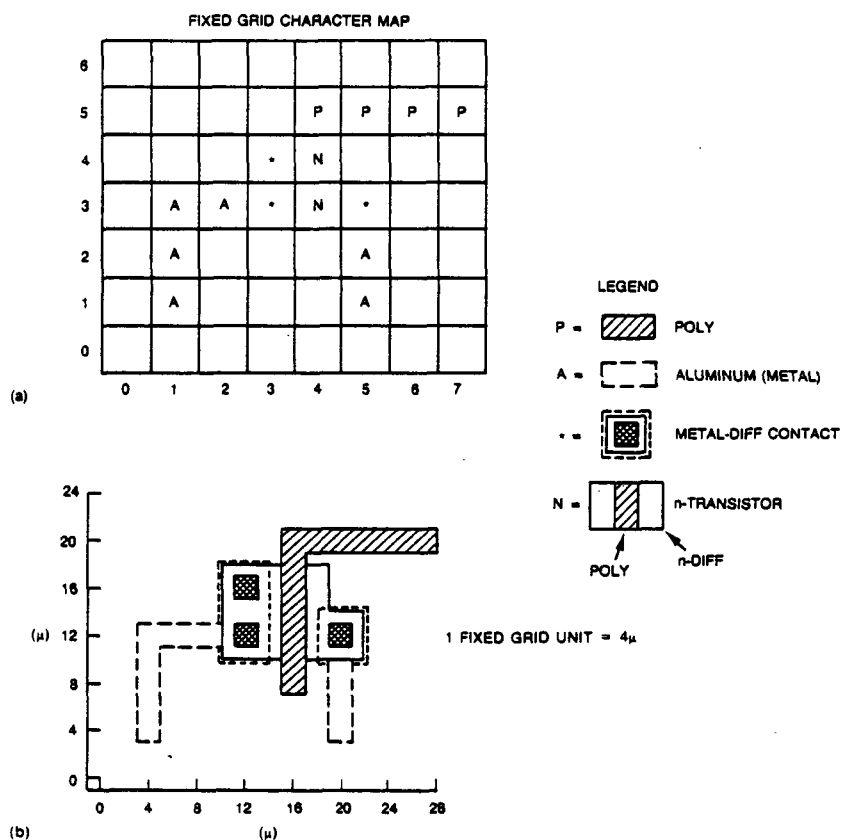 FIXED GRID CHARACTER MAP
6
5 P P P P
4 * N
3 A A * N *
2 A A
1 A A
0
0 1 2 3 4 5 6 7
(a)
LEGEND
P = POLY
A = ALUMINUM (METAL)
* = METAL-DIFF CONTACT
N = n-TRANSISTOR
POLY n-DIFF
24
20
16
(μ) 12
8
4
0
0 4 8 12 16 20 24 28
(μ)
1 FIXED GRID UNIT = 4μ
(b)